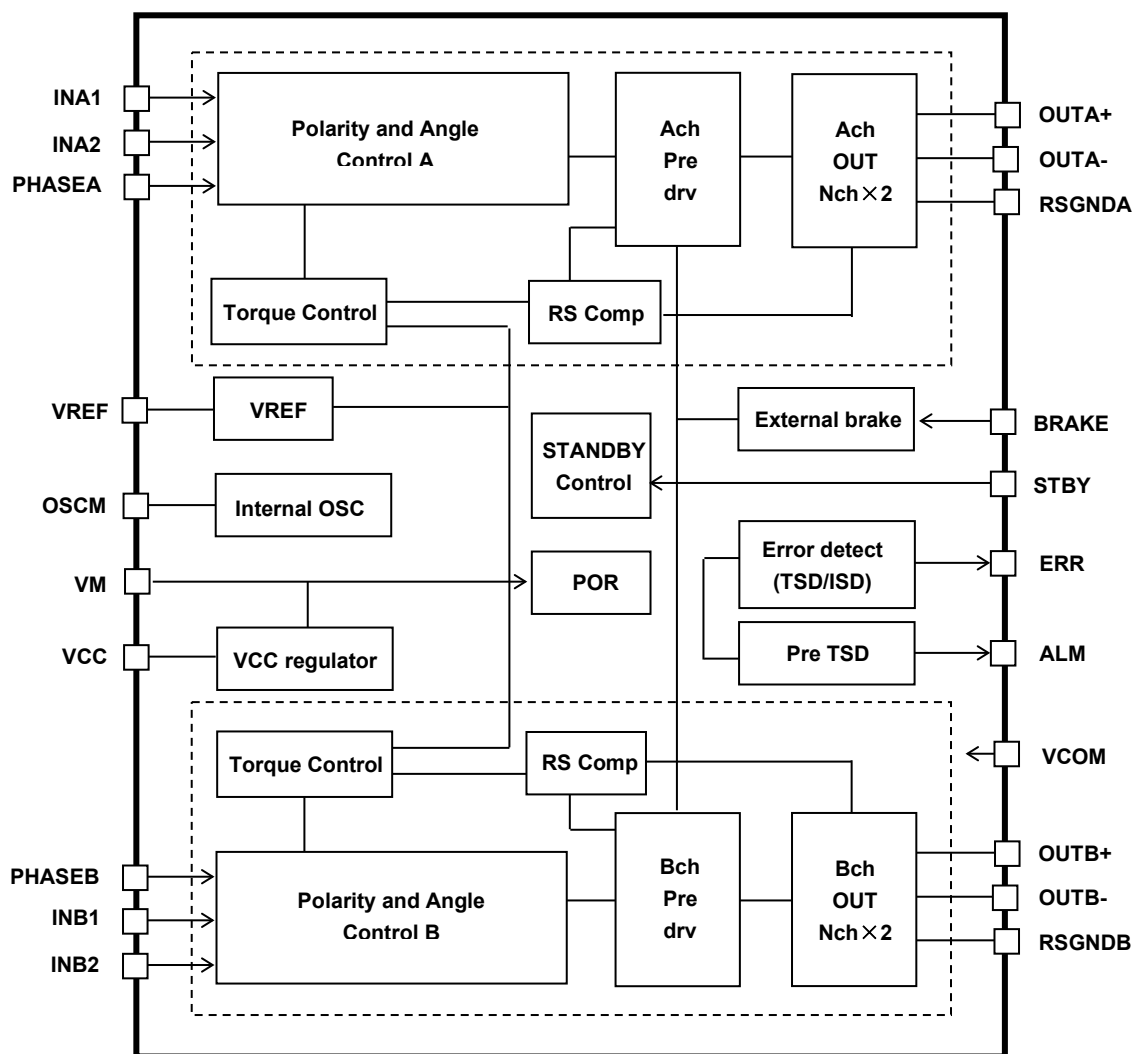 INA1
INA2
PHASEA
Polarity and Angle
Control A
Ach
Pre
drv
Ach
OUT
Nch×2
OUTA+
OUTA-
RSGNDA
Torque Control
RS Comp
VREF
VREF
External brake
BRAKE
STANDBY
Control
STBY
OSCM
Internal OSC
Error detect
(TSD/ISD)
ERR
VM
POR
VCC
VCC regulator
Pre TSD
ALM
Torque Control
RS Comp
VCOM
PHASEB
INB1
INB2
Polarity and Angle
Control B
Bch
Pre
drv
Bch
OUT
Nch×2
OUTB+
OUTB-
RSGNDB